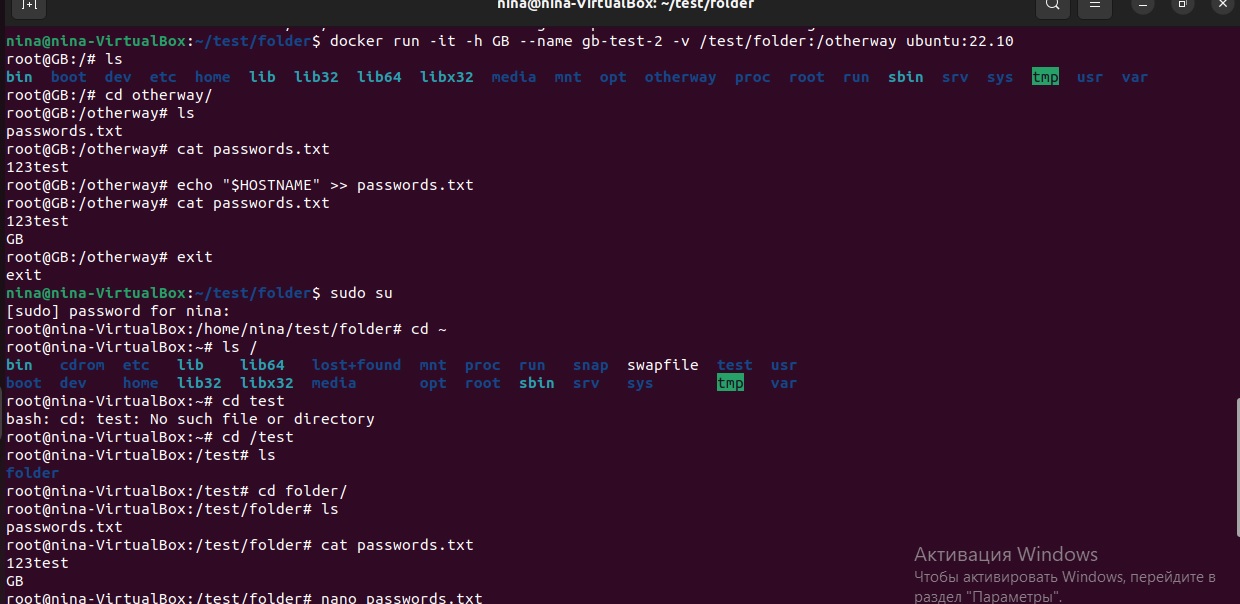 nina@nina-VirtualBox: ~/test/folder
nina@nina-VirtualBox:~/test/folder$ docker run -it -h GB --name gb-test-2 -v /test/folder:/otherway ubuntu:22.10
root@GB:/# ls
bin boot dev etc home lib lib32 lib64 libx32 media mnt opt otherway proc root run sbin srv sys tmp usr var
root@GB:/# cd otherway/
root@GB:/otherway# ls
passwords.txt
root@GB:/otherway# cat passwords.txt
123test
root@GB:/otherway# echo "$HOSTNAME" >> passwords.txt
root@GB:/otherway# cat passwords.txt
123test
GB
root@GB:/otherway# exit
exit
nina@nina-VirtualBox:~/test/folder$ sudo su
[sudo] password for nina:
root@nina-VirtualBox:/home/nina/test/folder# cd ~
root@nina-VirtualBox:~# ls /
bin cdrom etc lib lib64 lost+found mnt proc run snap swapfile test usr
boot dev home lib32 libx32 media opt root sbin srv sys tmp var
root@nina-VirtualBox:~# cd test
bash: cd: test: No such file or directory
root@nina-VirtualBox:~# cd /test
root@nina-VirtualBox:/test# ls
folder
root@nina-VirtualBox:/test# cd folder/
root@nina-VirtualBox:/test/folder# ls
passwords.txt
root@nina-VirtualBox:/test/folder# cat passwords.txt
123test
GB
root@nina-VirtualBox:/test/folder# nano passwords.txt
Активация Windows
Чтобы активировать Windows, перейдите в
раздел "Параметры".